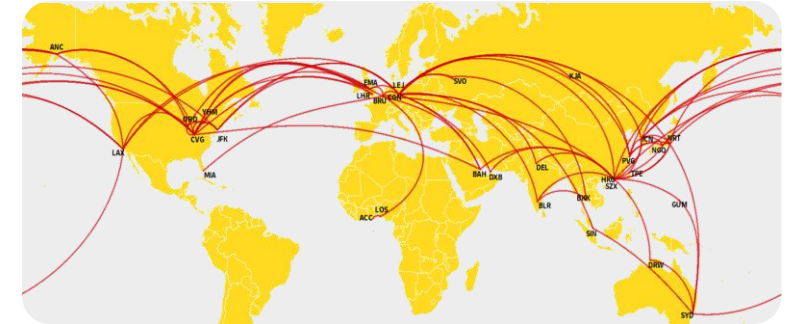 ANC
KJA
SVO
EMA
LEJ
LHR
CGN
BRU
YHM
ORD
CVG
JFK
LAX
MIA
ICN
NRT
NGO
PVG
DEL
BAH
DXB
HKG
TPE
SZX
BKK
BLR
GUM
LOS
ACC
SIN
DRW
SYD